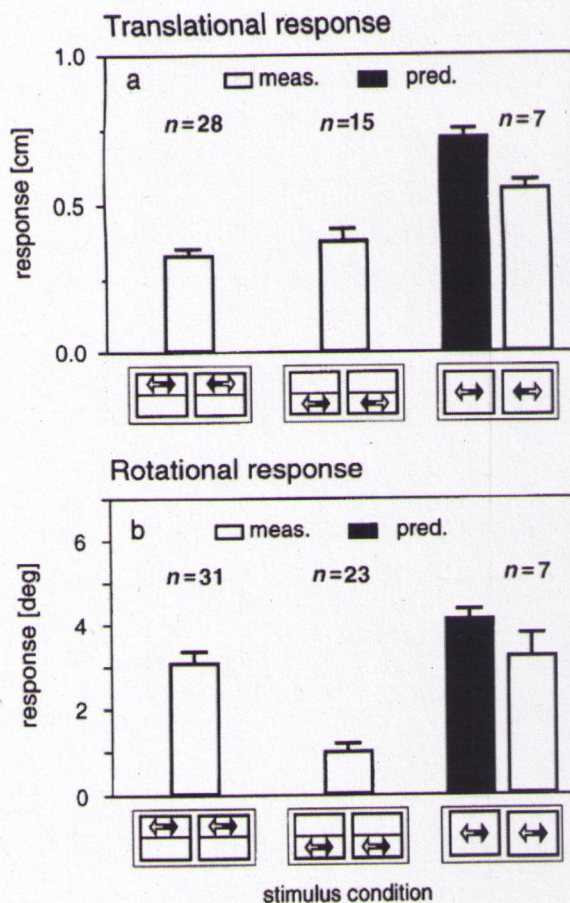 Translational response
1.0
a
meas.
pred.
n=28
n=15
n=7
0.5
response [cm]
0.0
Rotational response
b
meas.
pred.
6
n=31
n=23
n=7
4
response [deg]
2
0
stimulus condition